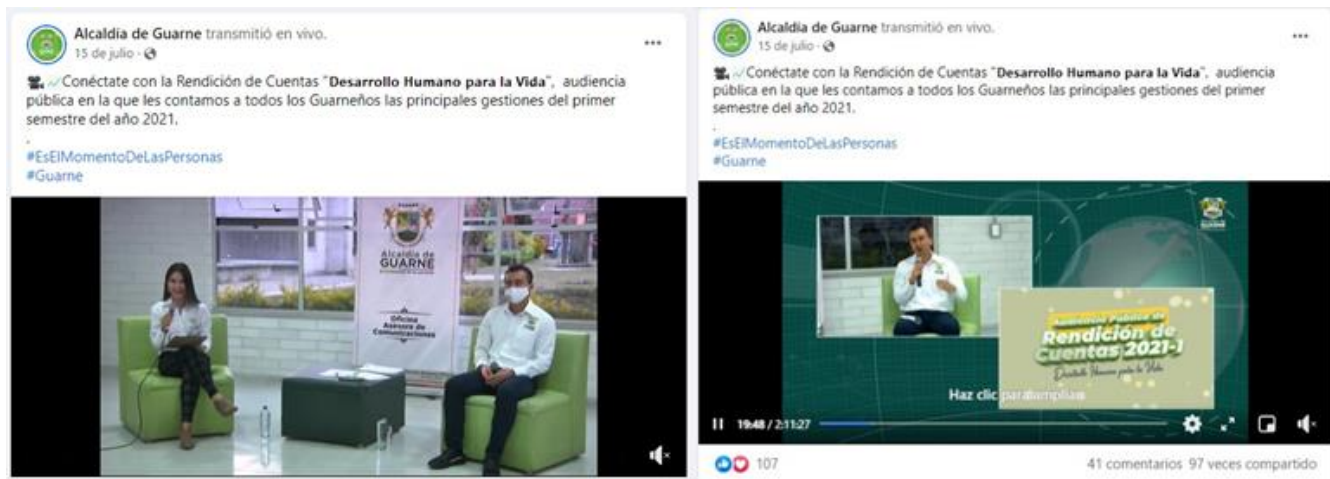 Alcaldía de Guarne transmitió en vivo.
15 de julio ·
Conéctate con la Rendición de Cuentas "Desarrollo Humano para la Vida", audiencia
pública en la que les contamos a todos los Guarneños las principales gestiones del primer
semestre del año 2021.
.
#EsElMomentoDeLasPersonas
#Guarne
Alcaldía de
GUARNE
Oficina
Asesora de
Comunicaciones
Alcaldía de Guarne transmitió en vivo.
15 de julio ·
Conéctate con la Rendición de Cuentas "Desarrollo Humano para la Vida", audiencia
pública en la que les contamos a todos los Guarneños las principales gestiones del primer
semestre del año 2021.
.
#EsElMomentoDeLasPersonas
#Guarne
GUARNE
Audiencia Pública de
Rendición de
Cuentas 2021-1
Desarrollo Humano para la Vida
Haz clic para ampliar
19:48 / 2:11:27
107
41 comentarios 97 veces compartido